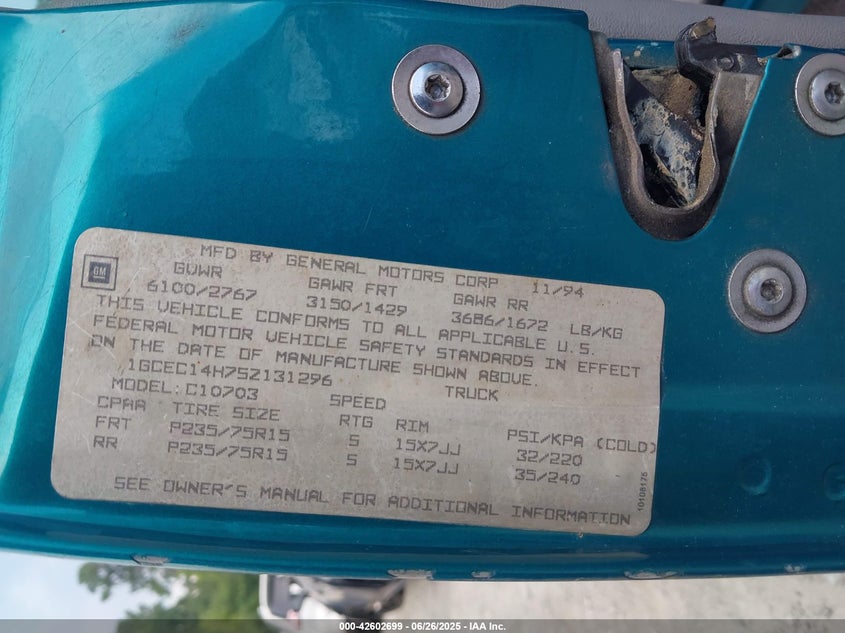 GM
MFD BY GENERAL MOTORS CORP 11/94
GVWR GAWR FRT GAWR RR
6100/2767 3150/1429 3686/1672 LB/KG
THIS VEHICLE CONFORMS TO ALL APPLICABLE U.S.
FEDERAL MOTOR VEHICLE SAFETY STANDARDS IN EFFECT
ON THE DATE OF MANUFACTURE SHOWN ABOVE.
1GCEC14H7SZ131296 TRUCK
MODEL: C10703
CPAA TIRE SIZE SPEED RTG RIM PSI/KPA (COLD)
FRT P235/75R15 S 15X7JJ 32/220
RR P235/75R15 S 15X7JJ 35/240
SEE OWNER'S MANUAL FOR ADDITIONAL INFORMATION
10108176
000-42602699 - 06/26/2025 - IAA Inc.